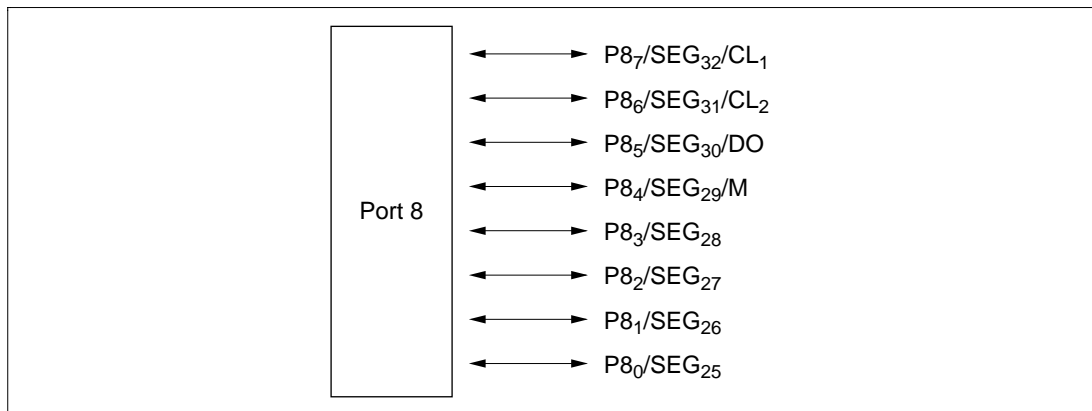 P8₇/SEG₃₂/CL₁
P8₆/SEG₃₁/CL₂
P8₅/SEG₃₀/DO
P8₄/SEG₂₉/M
Port 8
P8₃/SEG₂₈
P8₂/SEG₂₇
P8₁/SEG₂₆
P8₀/SEG₂₅